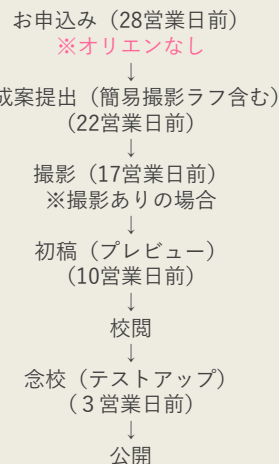 お申込み（28営業日前）
※オリエンなし
↓
成案提出（簡易撮影ラフ含む）
（22営業日前）
↓
撮影（17営業日前）
※撮影ありの場合
↓
初稿（プレビュー）
（10営業日前）
↓
校閲
↓
念校（テストアップ）
（３営業日前）
↓
公開